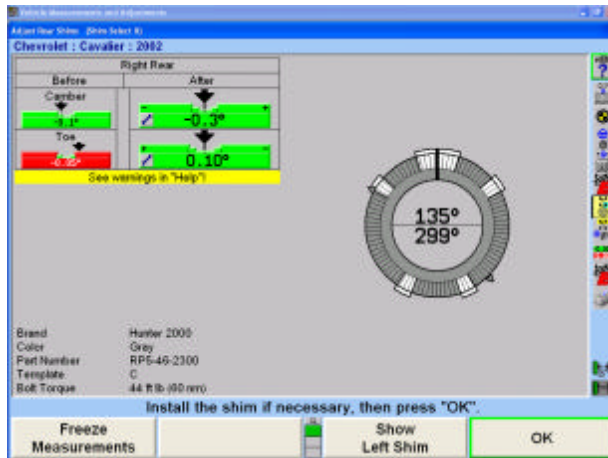 Vehicle Measurements and Adjustments
Adjust Rear Shims (Shim Select II)
Chevrolet : Cavalier : 2002
Right Rear
Before After
Camber
-0.3°
Toe
0.10°
See warnings in "Help"!
135°
299°
Brand Hunter 2000
Color Gray
Part Number RP5-46-2300
Template C
Bolt Torque 44 ft lb (60 nm)
Install the shim if necessary, then press "OK".
Freeze Measurements
Show Left Shim
OK